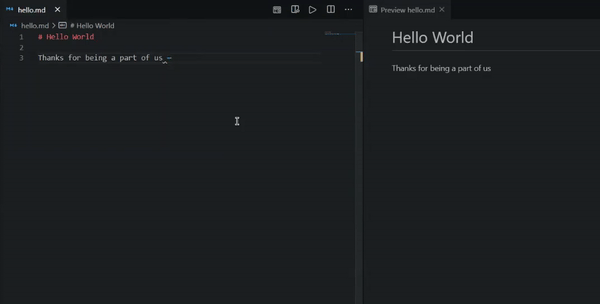 hello.md
hello.md > # Hello World
1 # Hello World
2
3 Thanks for being a part of us _
Preview hello.md
Hello World
Thanks for being a part of us